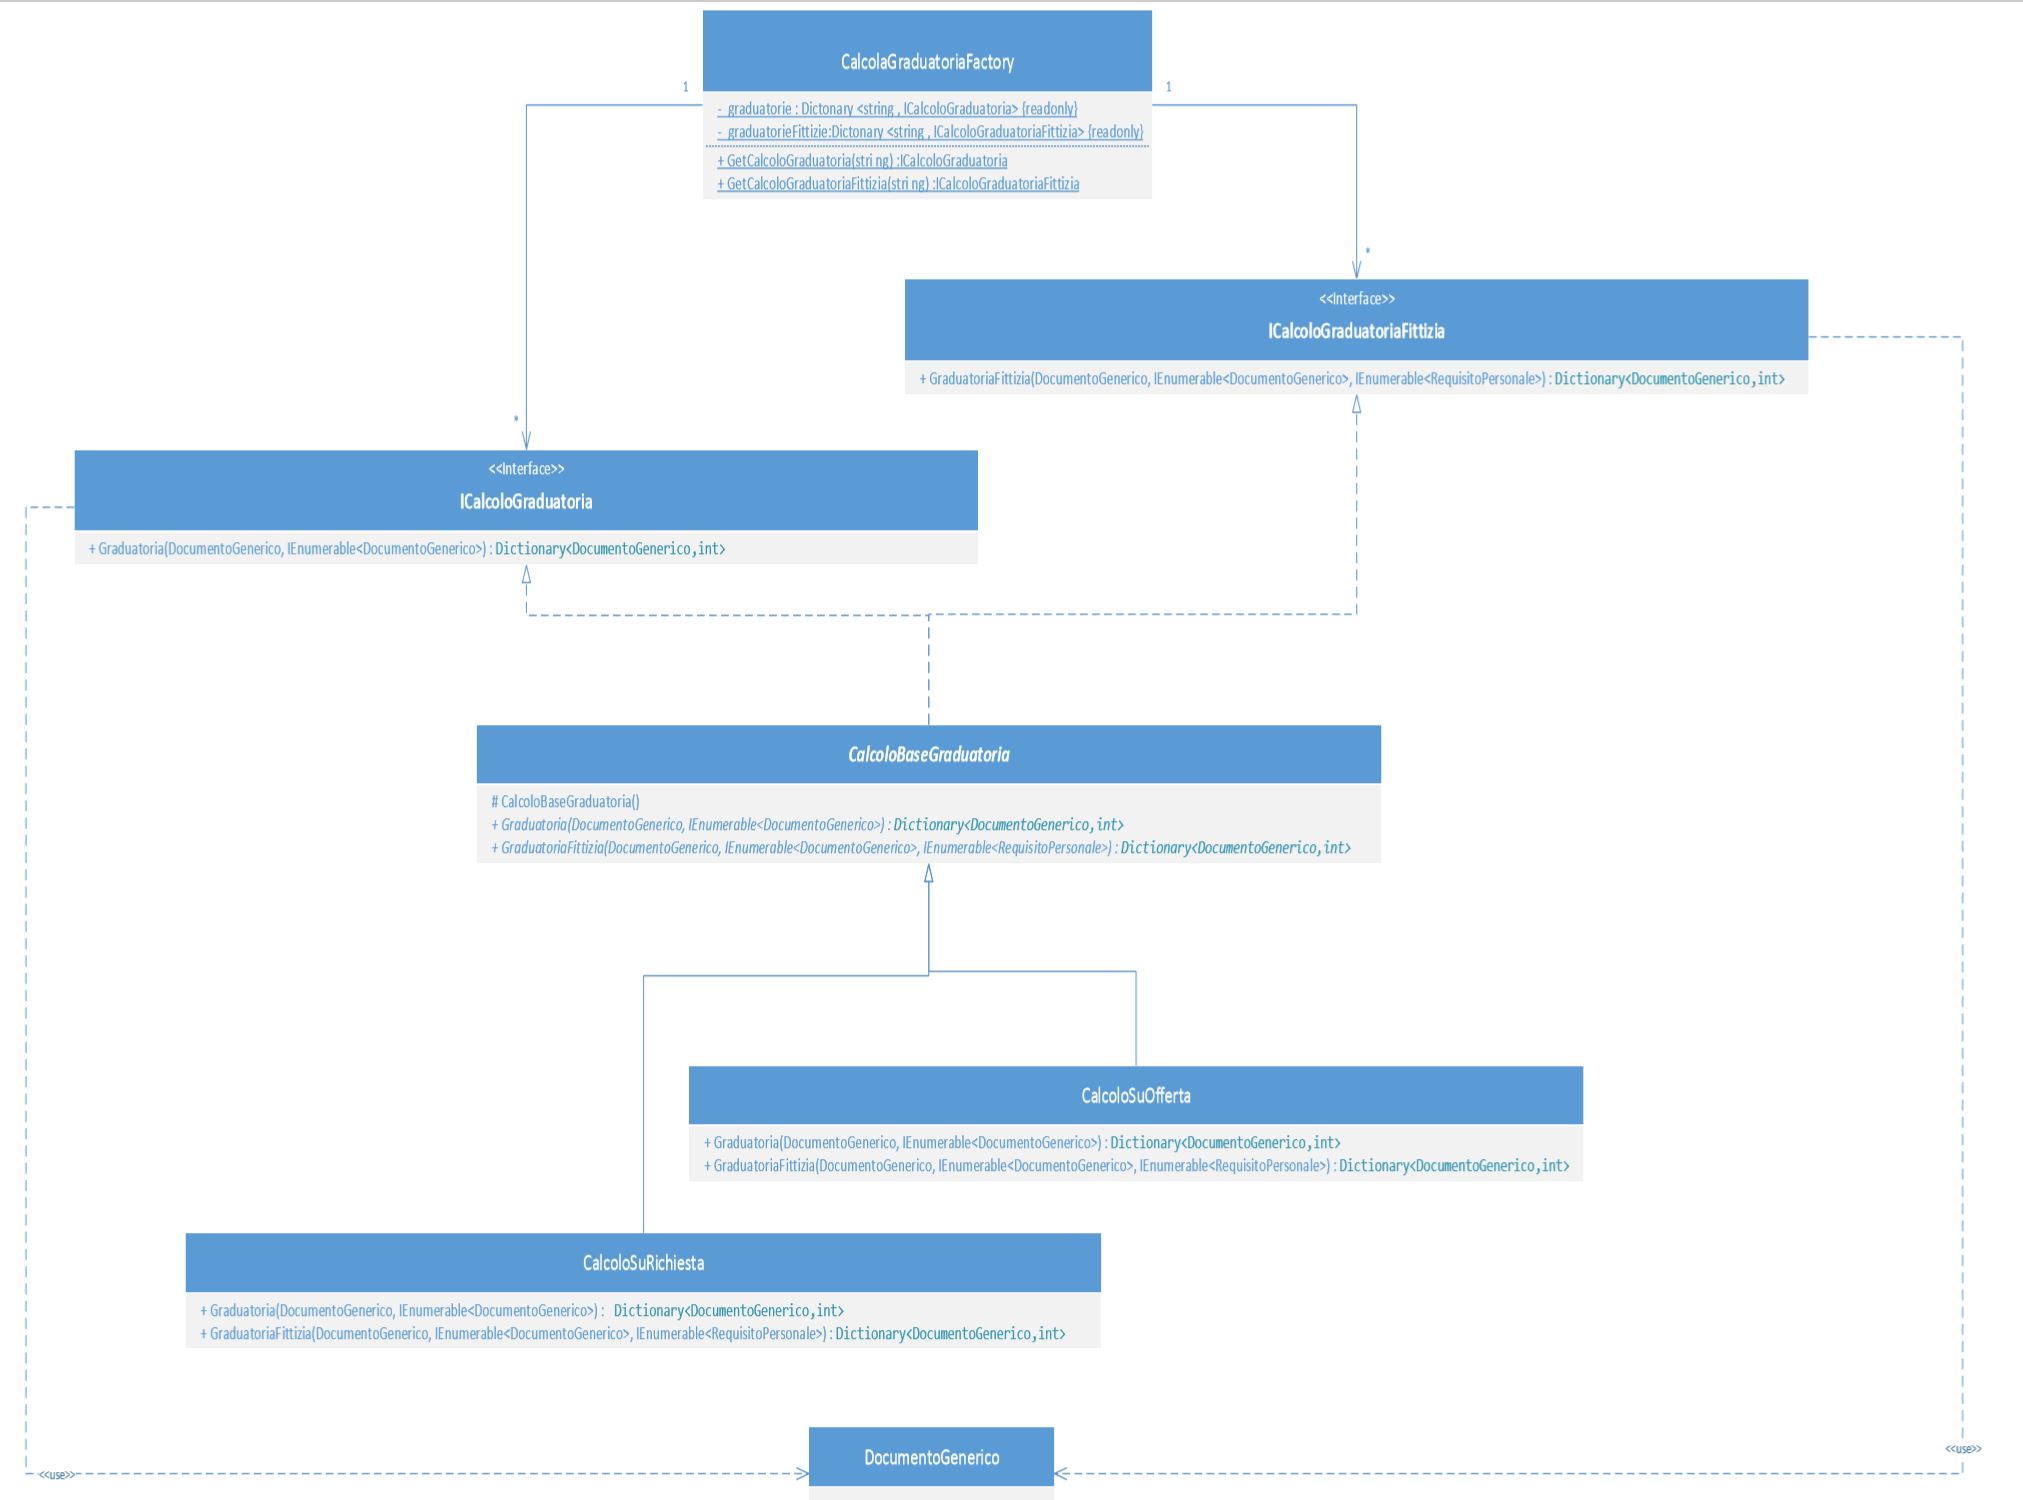 CalcolaGraduatoriaFactory
1
1
- graduatorie : Dictonary <string , ICalcoloGraduatoria> {readonly}
- graduatorieFittizie:Dictonary <string , ICalcoloGraduatoriaFittizia> {readonly}
+ GetCalcoloGraduatoria(stri ng) :ICalcoloGraduatoria
+ GetCalcoloGraduatoriaFittizia(stri ng) :ICalcoloGraduatoriaFittizia
*
<<Interface>>
ICalcoloGraduatoriaFittizia
+ GraduatoriaFittizia(DocumentoGenerico, IEnumerable<DocumentoGenerico>, IEnumerable<RequisitoPersonale>) : Dictionary<DocumentoGenerico,int>
*
<<Interface>>
ICalcoloGraduatoria
+ Graduatoria(DocumentoGenerico, IEnumerable<DocumentoGenerico>) : Dictionary<DocumentoGenerico,int>
CalcoloBaseGraduatoria
# CalcoloBaseGraduatoria()
+ Graduatoria(DocumentoGenerico, IEnumerable<DocumentoGenerico>) : Dictionary<DocumentoGenerico,int>
+ GraduatoriaFittizia(DocumentoGenerico, IEnumerable<DocumentoGenerico>, IEnumerable<RequisitoPersonale>) : Dictionary<DocumentoGenerico,int>
CalcoloSuOfferta
+ Graduatoria(DocumentoGenerico, IEnumerable<DocumentoGenerico>) : Dictionary<DocumentoGenerico,int>
+ GraduatoriaFittizia(DocumentoGenerico, IEnumerable<DocumentoGenerico>, IEnumerable<RequisitoPersonale>) : Dictionary<DocumentoGenerico,int>
CalcoloSuRichiesta
+ Graduatoria(DocumentoGenerico, IEnumerable<DocumentoGenerico>) : Dictionary<DocumentoGenerico,int>
+ GraduatoriaFittizia(DocumentoGenerico, IEnumerable<DocumentoGenerico>, IEnumerable<RequisitoPersonale>) : Dictionary<DocumentoGenerico,int>
DocumentoGenerico
<<use>>
<<use>>